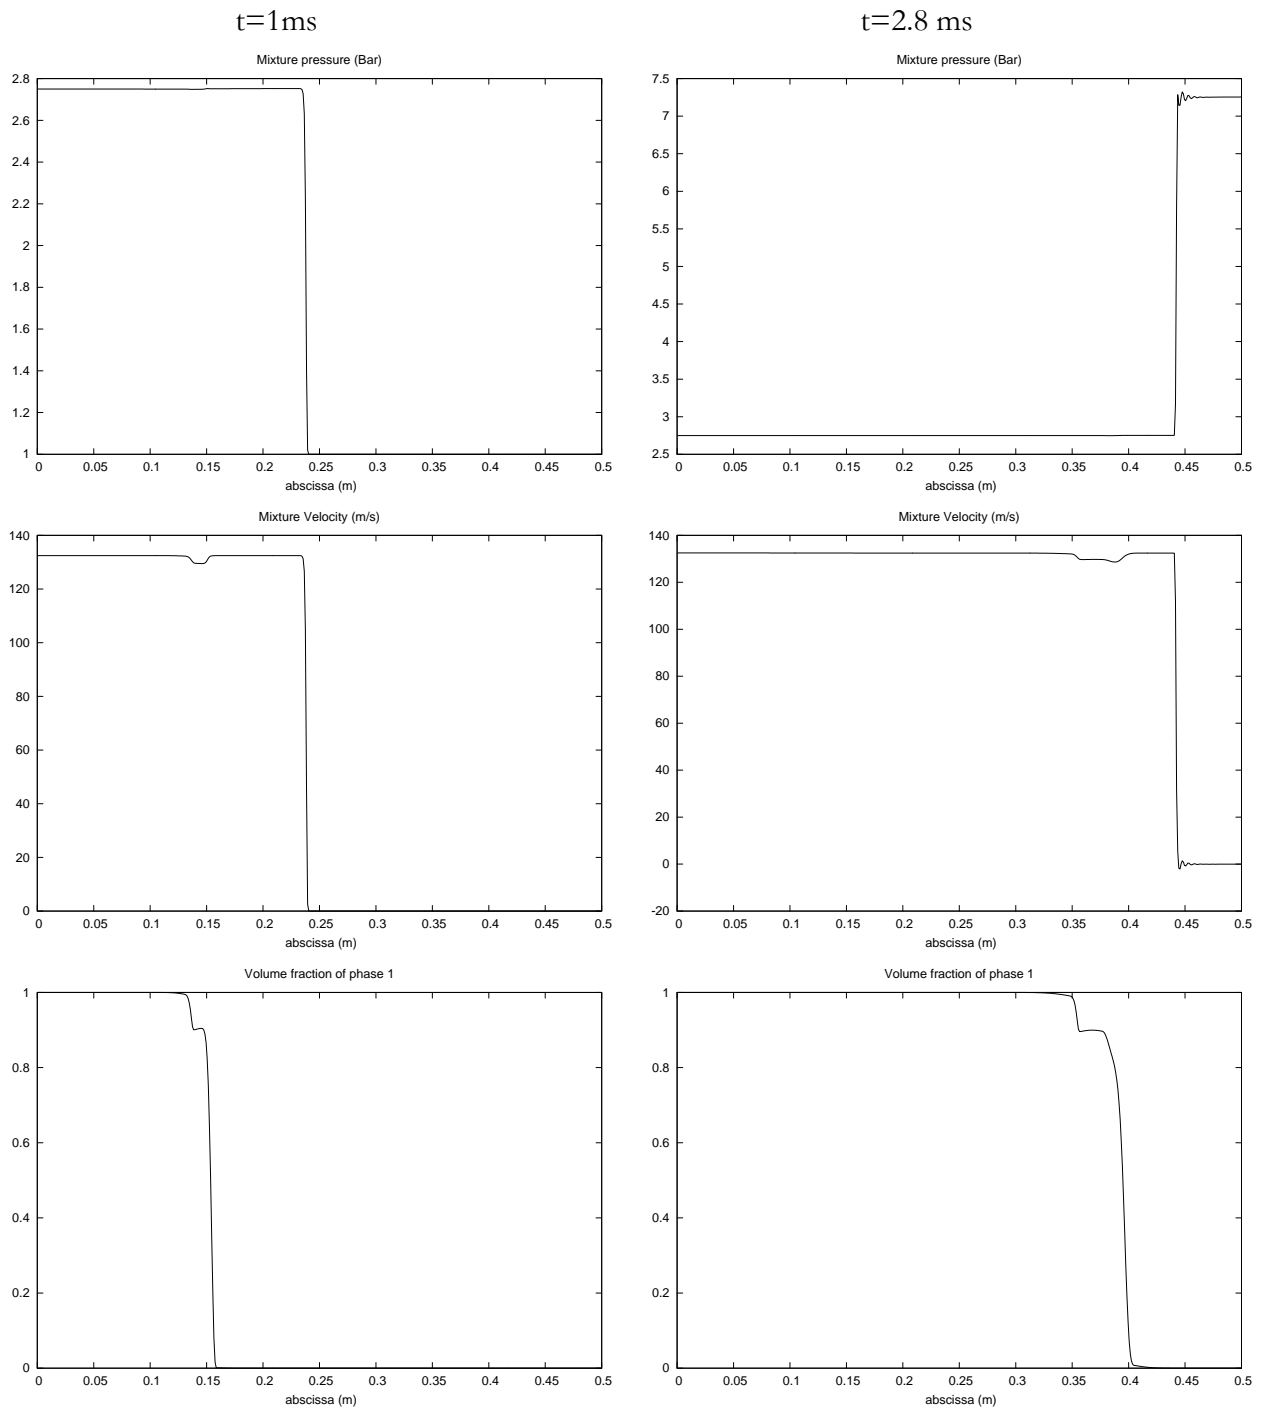 t=1ms
t=2.8 ms
Mixture pressure (Bar)
2.8
2.6
2.4
2.2
2
1.8
1.6
1.4
1.2
1
0 0.05 0.1 0.15 0.2 0.25 0.3 0.35 0.4 0.45 0.5
abscissa (m)
Mixture pressure (Bar)
7.5
7
6.5
6
5.5
5
4.5
4
3.5
3
2.5
0 0.05 0.1 0.15 0.2 0.25 0.3 0.35 0.4 0.45 0.5
abscissa (m)
Mixture Velocity (m/s)
140
120
100
80
60
40
20
0
0 0.05 0.1 0.15 0.2 0.25 0.3 0.35 0.4 0.45 0.5
abscissa (m)
Mixture Velocity (m/s)
140
120
100
80
60
40
20
0
-20
0 0.05 0.1 0.15 0.2 0.25 0.3 0.35 0.4 0.45 0.5
abscissa (m)
Volume fraction of phase 1
1
0.8
0.6
0.4
0.2
0
0 0.05 0.1 0.15 0.2 0.25 0.3 0.35 0.4 0.45 0.5
abscissa (m)
Volume fraction of phase 1
1
0.8
0.6
0.4
0.2
0
0 0.05 0.1 0.15 0.2 0.25 0.3 0.35 0.4 0.45 0.5
abscissa (m)